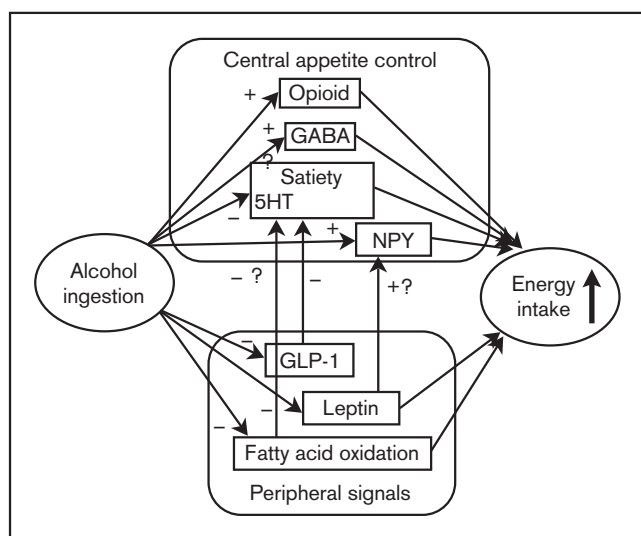 Central appetite control
+
Opioid
+
GABA
?
Satiety
5HT
−
+
NPY
Alcohol
ingestion
− ?
−
+?
Energy
intake
−
GLP-1
−
Leptin
−
Fatty acid oxidation
Peripheral signals